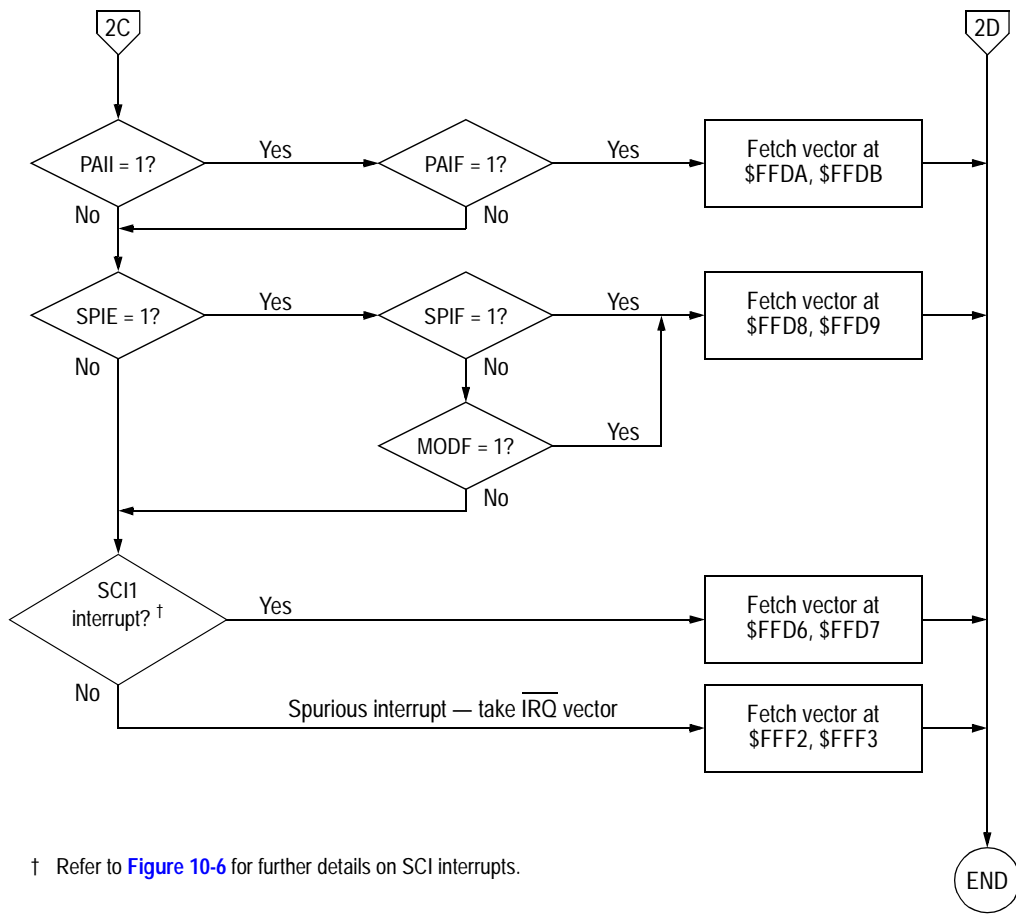 2C
2D
PAII = 1?
Yes
PAIF = 1?
Yes
Fetch vector at
$FFDA, $FFDB
No
No
SPIE = 1?
Yes
SPIF = 1?
Yes
Fetch vector at
$FFD8, $FFD9
No
No
MODF = 1?
Yes
No
SCI1
interrupt? †
Yes
Fetch vector at
$FFD6, $FFD7
No
Spurious interrupt — take IRQ vector
Fetch vector at
$FFF2, $FFF3
† Refer to Figure 10-6 for further details on SCI interrupts.
END